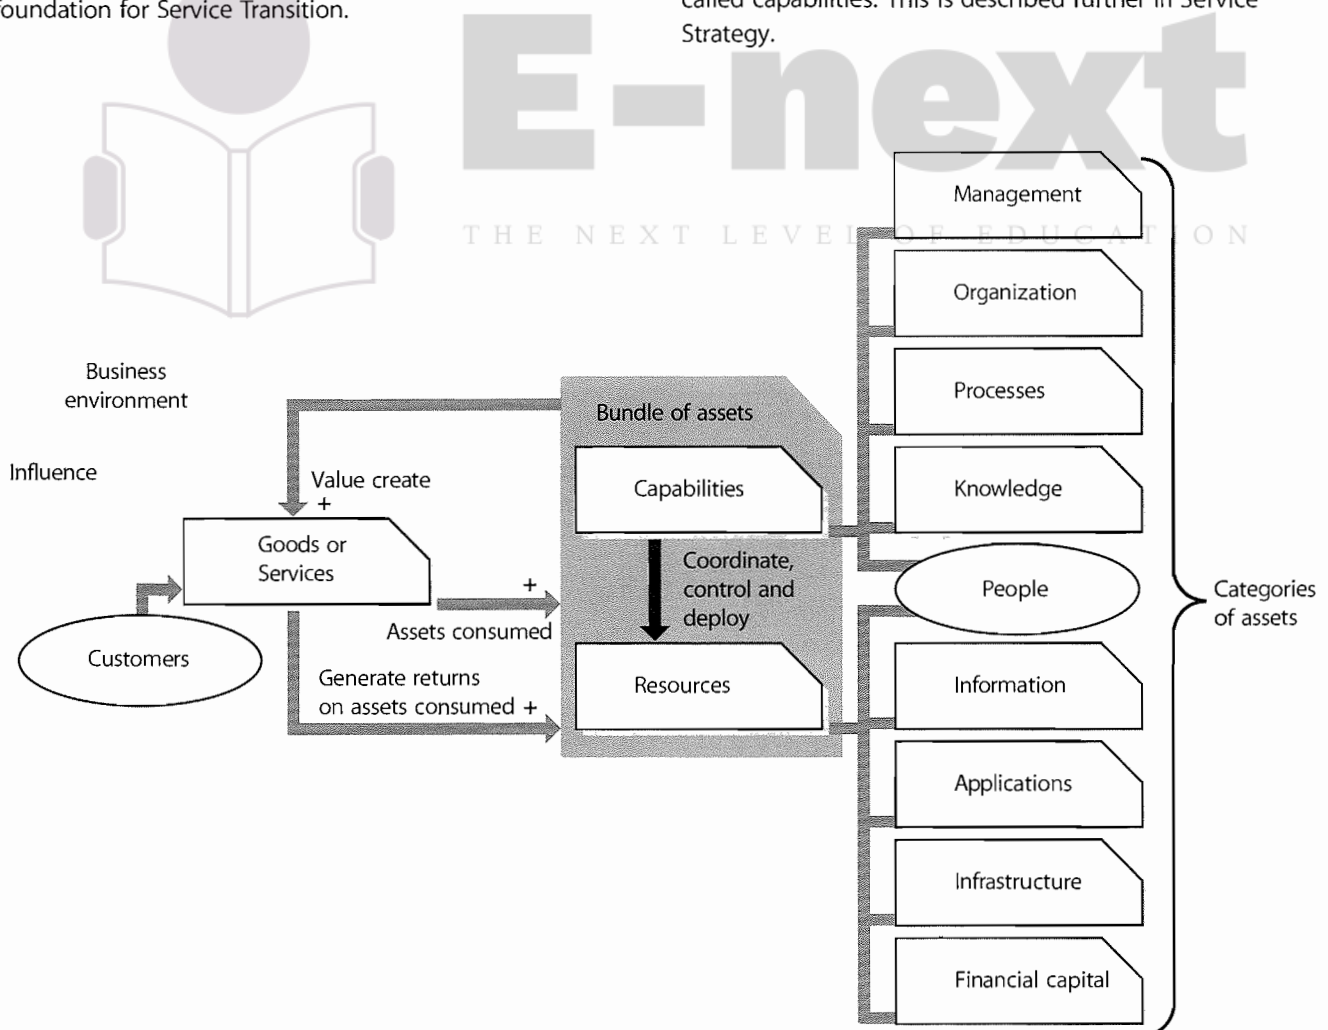 foundation for Service Transition.
called capabilities. This is described further in Service
Strategy.
E-next
THE NEXT LEVEL OF EDUCATION
Management
Organization
Processes
Knowledge
People
Information
Applications
Infrastructure
Financial capital
Categories
of assets
Business
environment
Influence
Bundle of assets
Capabilities
Coordinate,
control and
deploy
Resources
Value create
+
Goods or
Services
+
Assets consumed
Customers
Generate returns
on assets consumed +